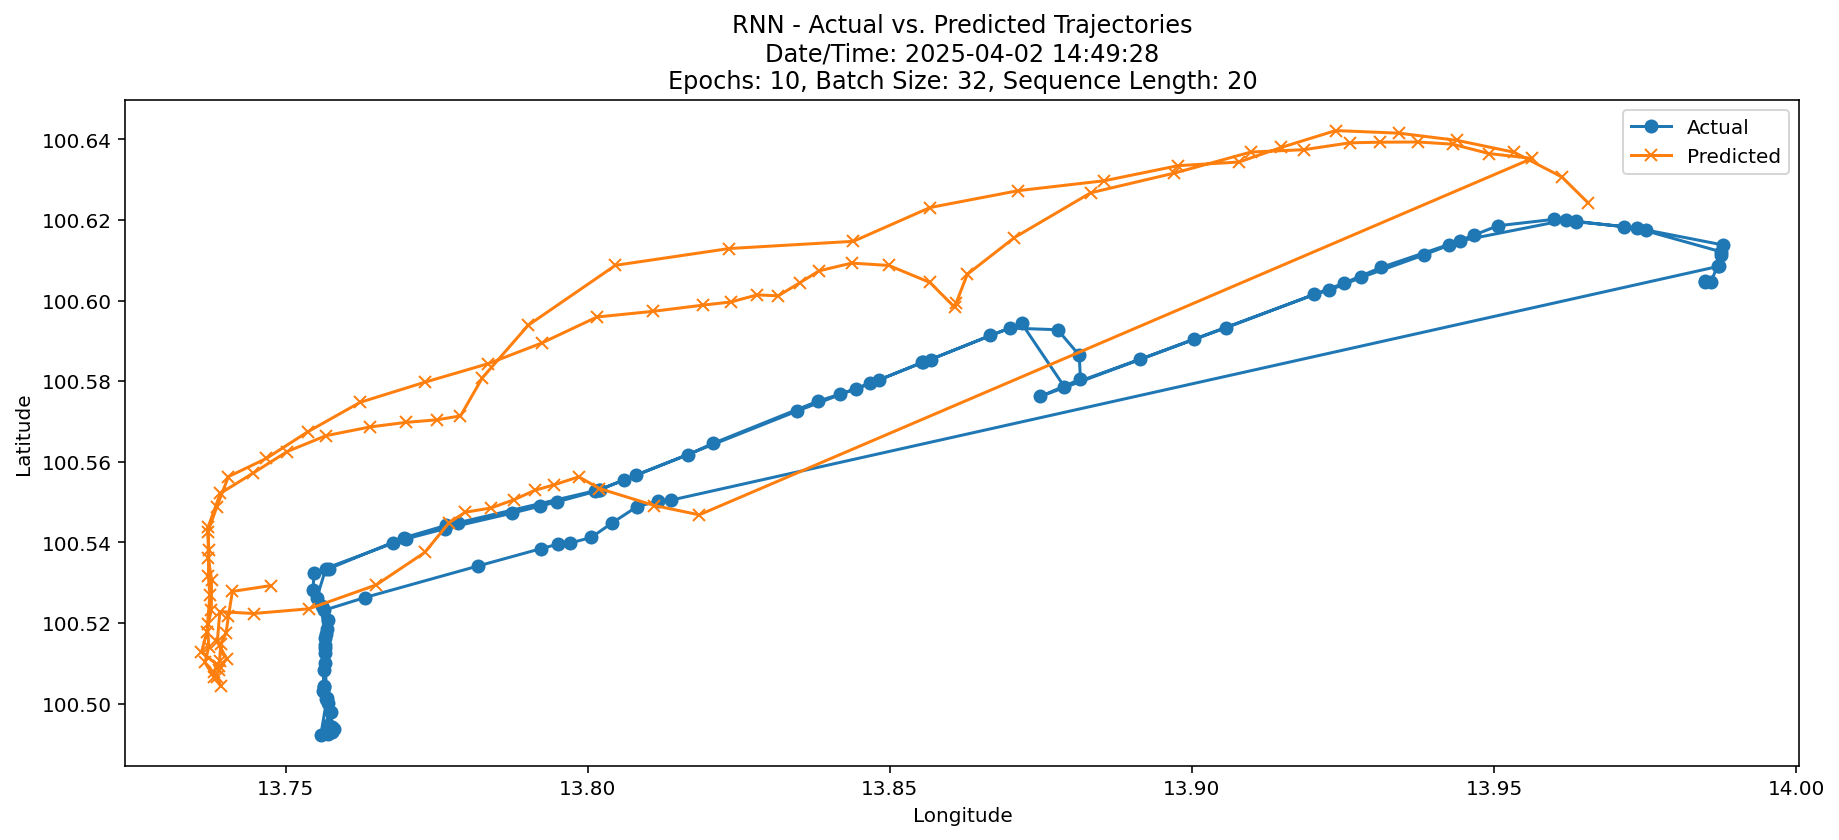 RNN - Actual vs. Predicted Trajectories
Date/Time: 2025-04-02 14:49:28
Epochs: 10, Batch Size: 32, Sequence Length: 20
Actual
Predicted
Latitude
100.64
100.62
100.60
100.58
100.56
100.54
100.52
100.50
13.75
13.80
13.85
13.90
13.95
14.00
Longitude